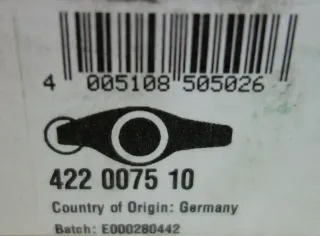 4 005108 505026
422 0075 10
Country of Origin: Germany
Batch: E000280442